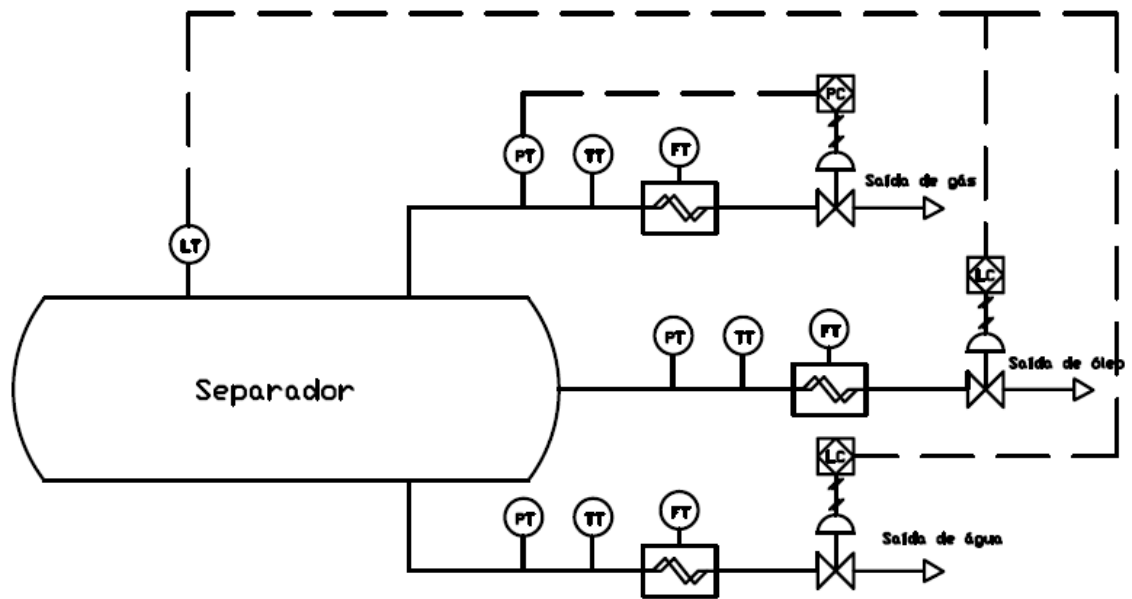 PC
PT
TT
FT
Saída de gás
LT
LC
PT
TT
FT
Saída de óleo
Separador
LC
PT
TT
FT
Saída de água